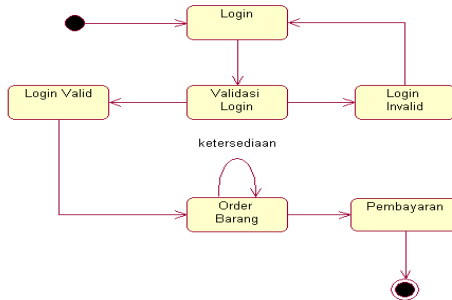 Login
Login Valid
Validasi
Login
Login
Invalid
ketersediaan
Order
Barang
Pembayaran